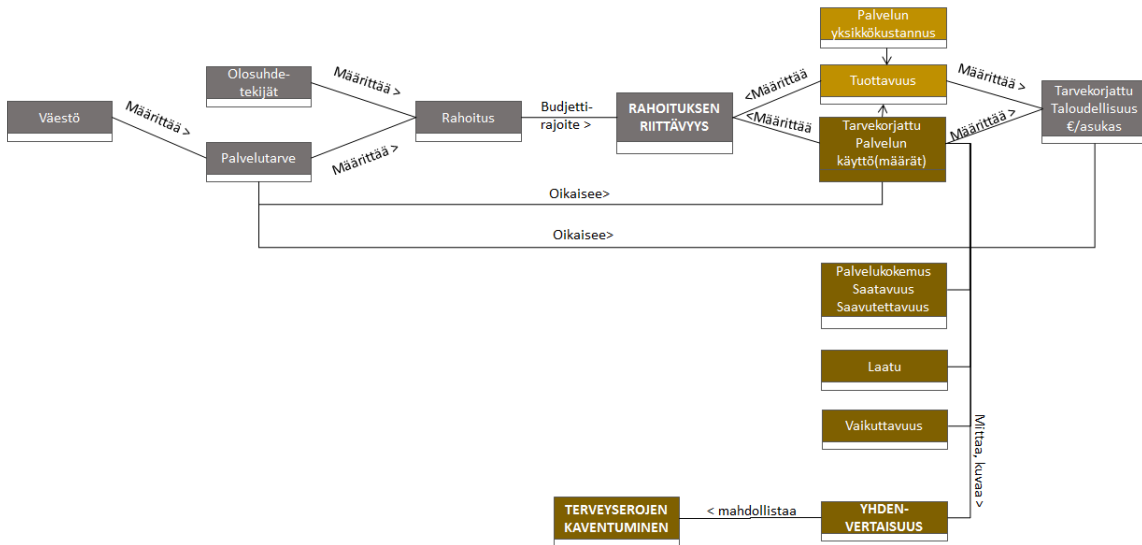 Palvelun
yksikkökustannus
Olosuhde-
tekijät
Määrittää >
<Määrittää
Tuottavuus
Määrittää >
Väestö
Määrittää >
Rahoitus
Budjetti-
rajoite >
RAHOITUKSEN
RIITTÄVYYS
<Määrittää
Tarvekorjattu
Palvelun
käyttö(määrät)
Määrittää >
Tarvekorjattu
Taloudellisuus
€/asukas
Palvelutarve
Määrittää >
Oikaisee>
Oikaisee>
Palvelukokemus
Saatavuus
Saavutettavuus
Laatu
Vaikuttavuus
Mittaa, kuvaa >
TERVEYSEROJEN
KAVENTUMINEN
< mahdollistaa
YHDEN-
VERTAISUUS